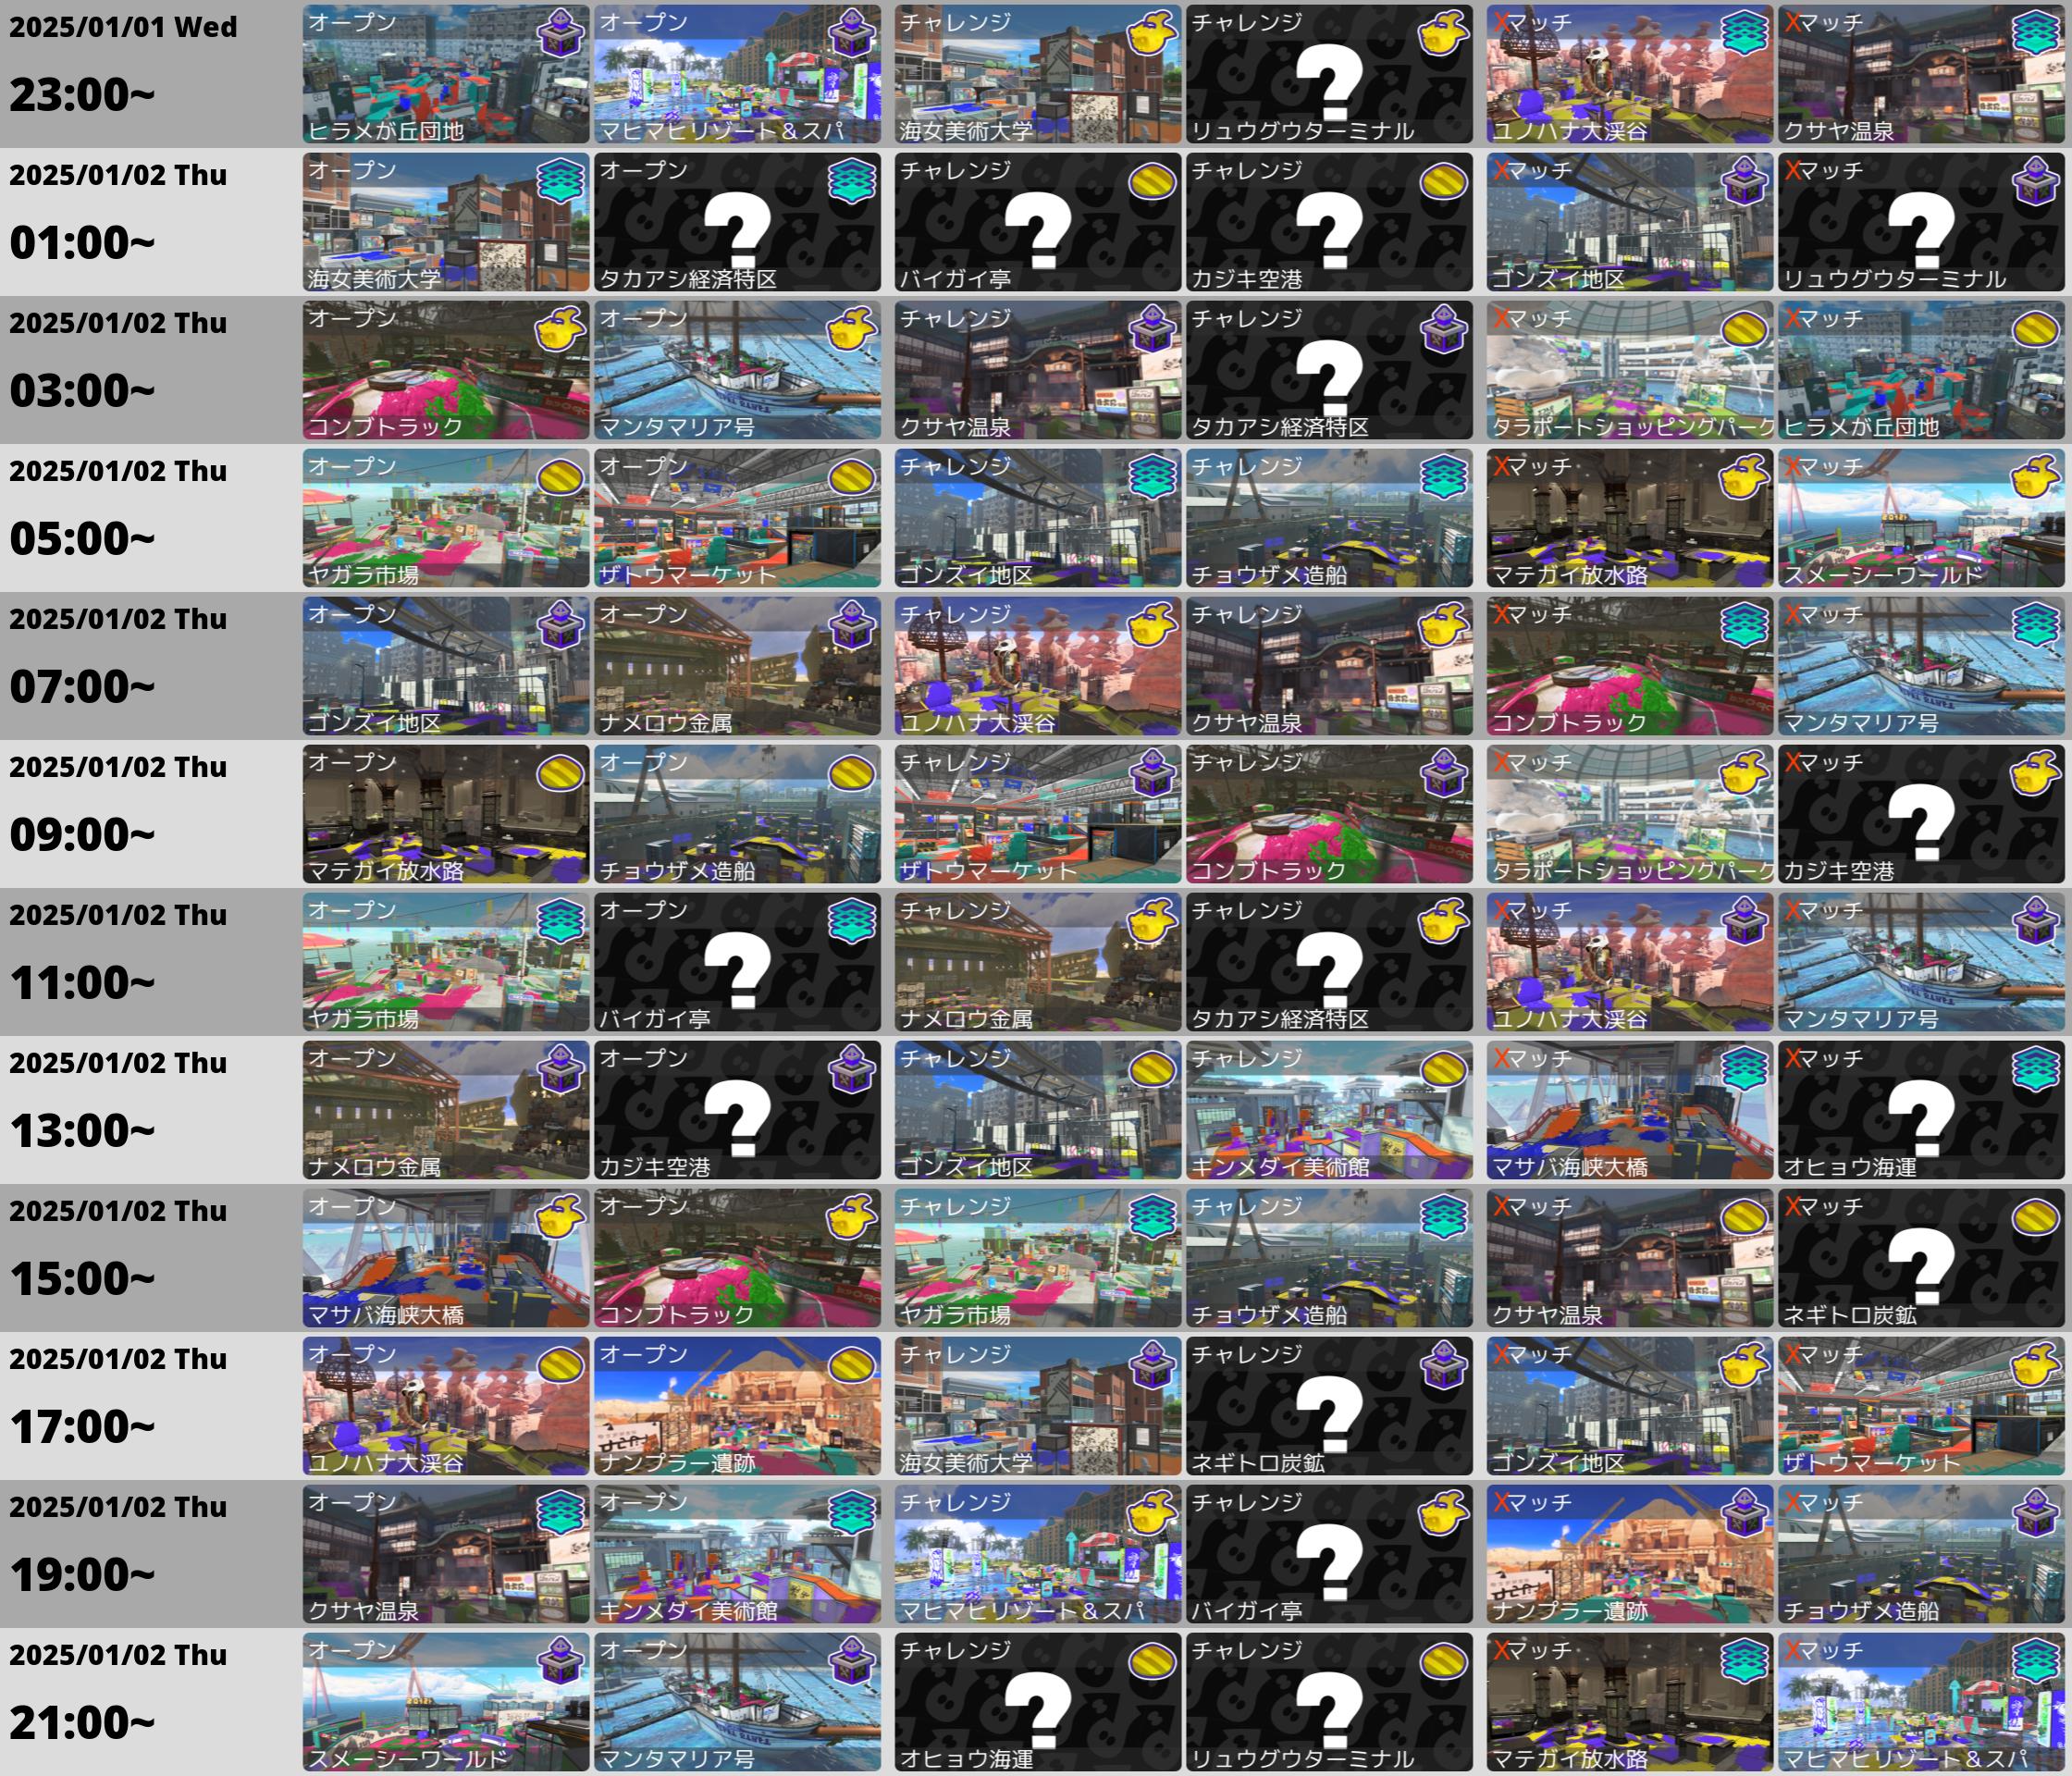 2025/01/01 Wed
23:00~
オープン オープン チャレンジ チャレンジ Xマッチ Xマッチ
ヒラメが丘団地 マヒマヒリゾート＆スパ 海女美術大学 リュウグウターミナル ユノハナ大渓谷 クサヤ温泉
2025/01/02 Thu
01:00~
オープン オープン チャレンジ チャレンジ Xマッチ Xマッチ
海女美術大学 タカアシ経済特区 バイガイ亭 カジキ空港 ゴンズイ地区 リュウグウターミナル
2025/01/02 Thu
03:00~
オープン オープン チャレンジ チャレンジ Xマッチ Xマッチ
コンブトラック マンタマリア号 クサヤ温泉 タカアシ経済特区 タラポートショッピングパーク ヒラメが丘団地
2025/01/02 Thu
05:00~
オープン オープン チャレンジ チャレンジ Xマッチ Xマッチ
ヤガラ市場 ザトウマーケット ゴンズイ地区 チョウザメ造船 マテガイ放水路 スメーシーワールド
2025/01/02 Thu
07:00~
オープン オープン チャレンジ チャレンジ Xマッチ Xマッチ
ゴンズイ地区 ナメロウ金属 ユノハナ大渓谷 クサヤ温泉 コンブトラック マンタマリア号
2025/01/02 Thu
09:00~
オープン オープン チャレンジ チャレンジ Xマッチ Xマッチ
マテガイ放水路 チョウザメ造船 ザトウマーケット コンブトラック タラポートショッピングパーク カジキ空港
2025/01/02 Thu
11:00~
オープン オープン チャレンジ チャレンジ Xマッチ Xマッチ
ヤガラ市場 バイガイ亭 ナメロウ金属 タカアシ経済特区 ユノハナ大渓谷 マンタマリア号
2025/01/02 Thu
13:00~
オープン オープン チャレンジ チャレンジ Xマッチ Xマッチ
ナメロウ金属 カジキ空港 ゴンズイ地区 キンメダイ美術館 マサバ海峡大橋 オヒョウ海運
2025/01/02 Thu
15:00~
オープン オープン チャレンジ チャレンジ Xマッチ Xマッチ
マサバ海峡大橋 コンブトラック ヤガラ市場 チョウザメ造船 クサヤ温泉 ネギトロ炭鉱
2025/01/02 Thu
17:00~
オープン オープン チャレンジ チャレンジ Xマッチ Xマッチ
ユノハナ大渓谷 ナンプラー遺跡 海女美術大学 ネギトロ炭鉱 ゴンズイ地区 ザトウマーケット
2025/01/02 Thu
19:00~
オープン オープン チャレンジ チャレンジ Xマッチ Xマッチ
クサヤ温泉 キンメダイ美術館 マヒマヒリゾート＆スパ バイガイ亭 ナンプラー遺跡 チョウザメ造船
2025/01/02 Thu
21:00~
オープン オープン チャレンジ チャレンジ Xマッチ Xマッチ
スメーシーワールド マンタマリア号 オヒョウ海運 リュウグウターミナル マテガイ放水路 マヒマヒリゾート＆スパ